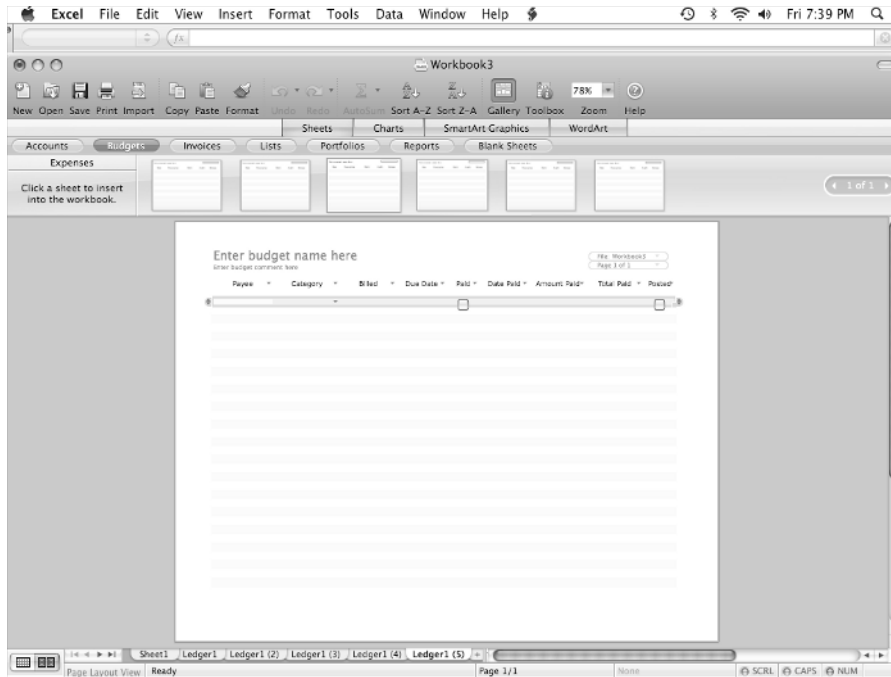 Excel File Edit View Insert Format Tools Data Window Help Fri 7:39 PM
fx
Workbook3
78%
New Open Save Print Import Copy Paste Format Undo Redo AutoSum Sort A-Z Sort Z-A Gallery Toolbox Zoom Help
Sheets Charts SmartArt Graphics WordArt
Accounts Budgets Invoices Lists Portfolios Reports Blank Sheets
Expenses
Click a sheet to insert
into the workbook.
1 of 1
Enter budget name here
Enter budget comment here
File: Workbook3
Page 1 of 1
Payee Category Billed Due Date Paid Date Paid Amount Paid Total Paid Posted
Sheet1 Ledger1 Ledger1 (2) Ledger1 (3) Ledger1 (4) Ledger1 (5)
Page Layout View Ready Page 1/1 None SCRL CAPS NUM